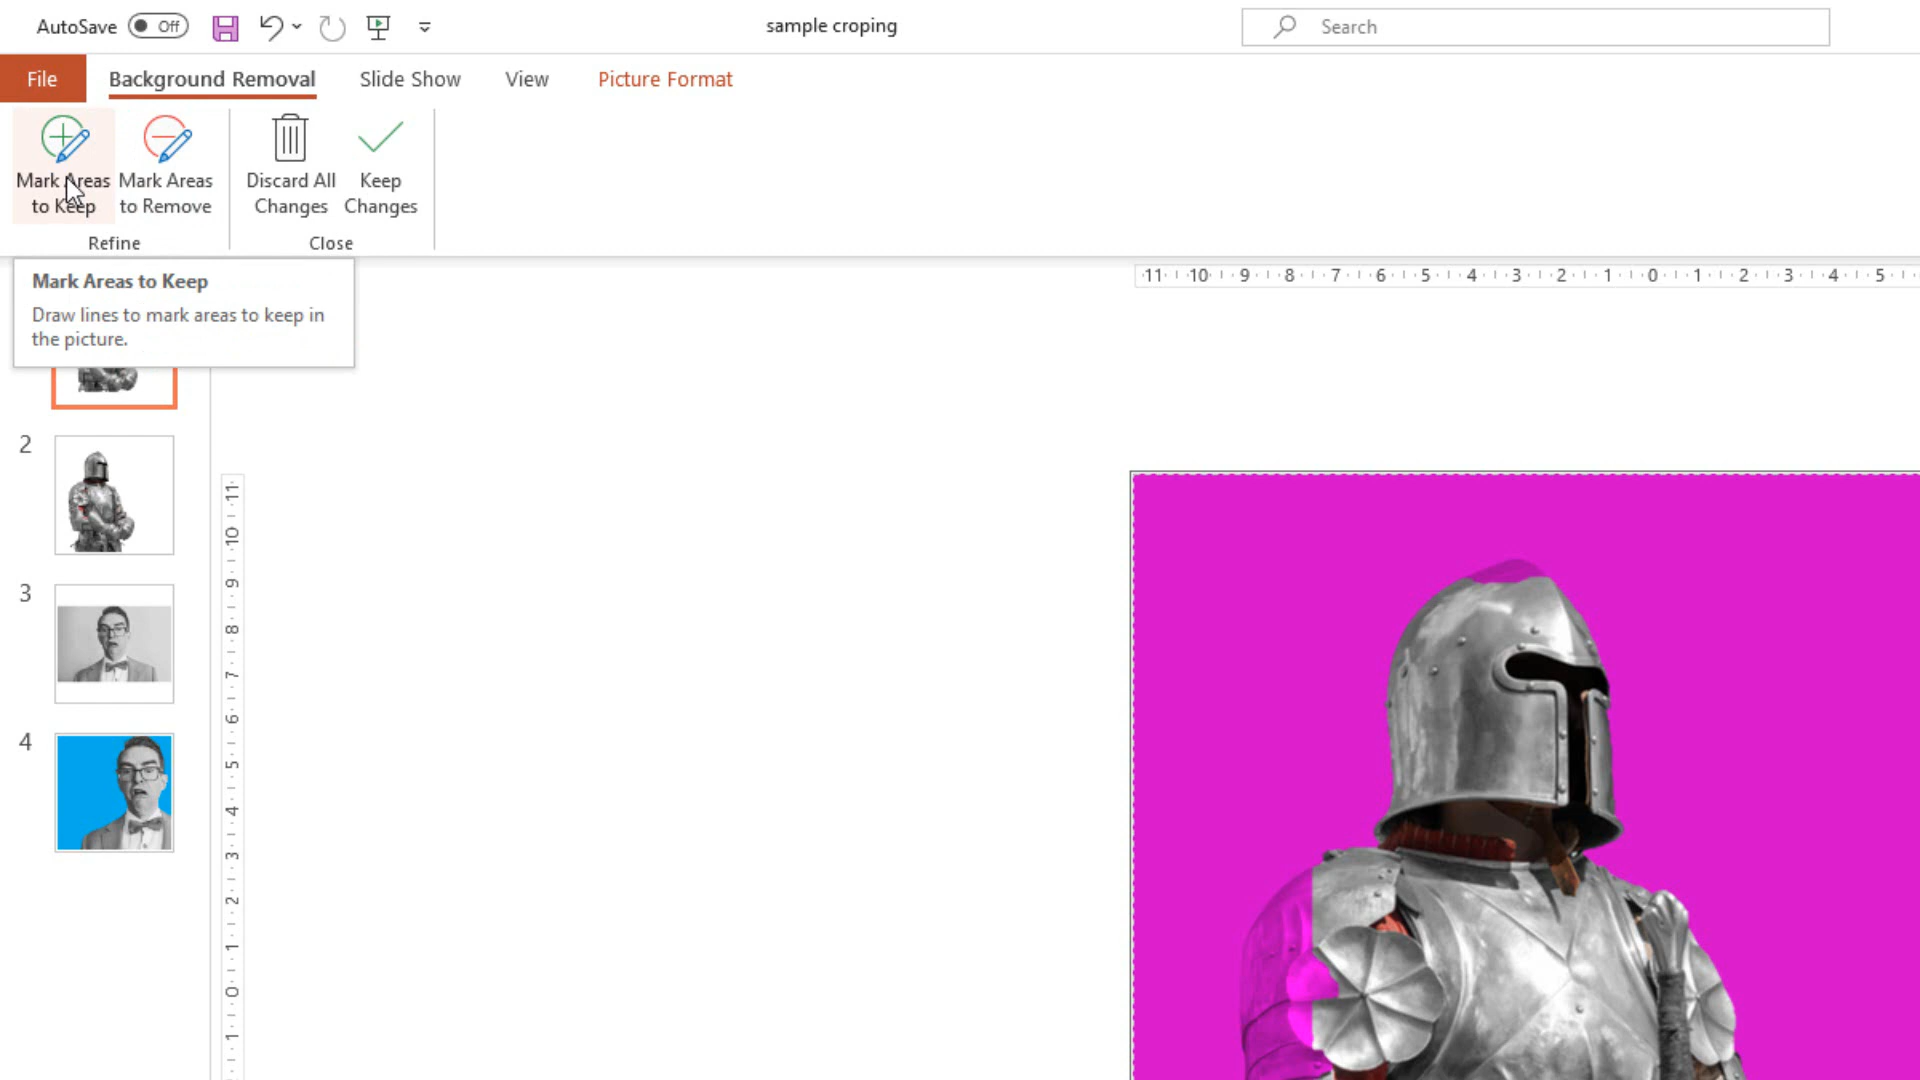 AutoSave Off sample croping Search
File Background Removal Slide Show View Picture Format
Mark Areas to Keep
Mark Areas to Remove
Discard All Changes
Keep Changes
Refine Close
Mark Areas to Keep
Draw lines to mark areas to keep in
the picture.
11 10 9 8 7 6 5 4 3 2 1 0 1 2 3 4 5
2
3
4
11
10
9
8
7
6
5
4
3
2
1
0
1